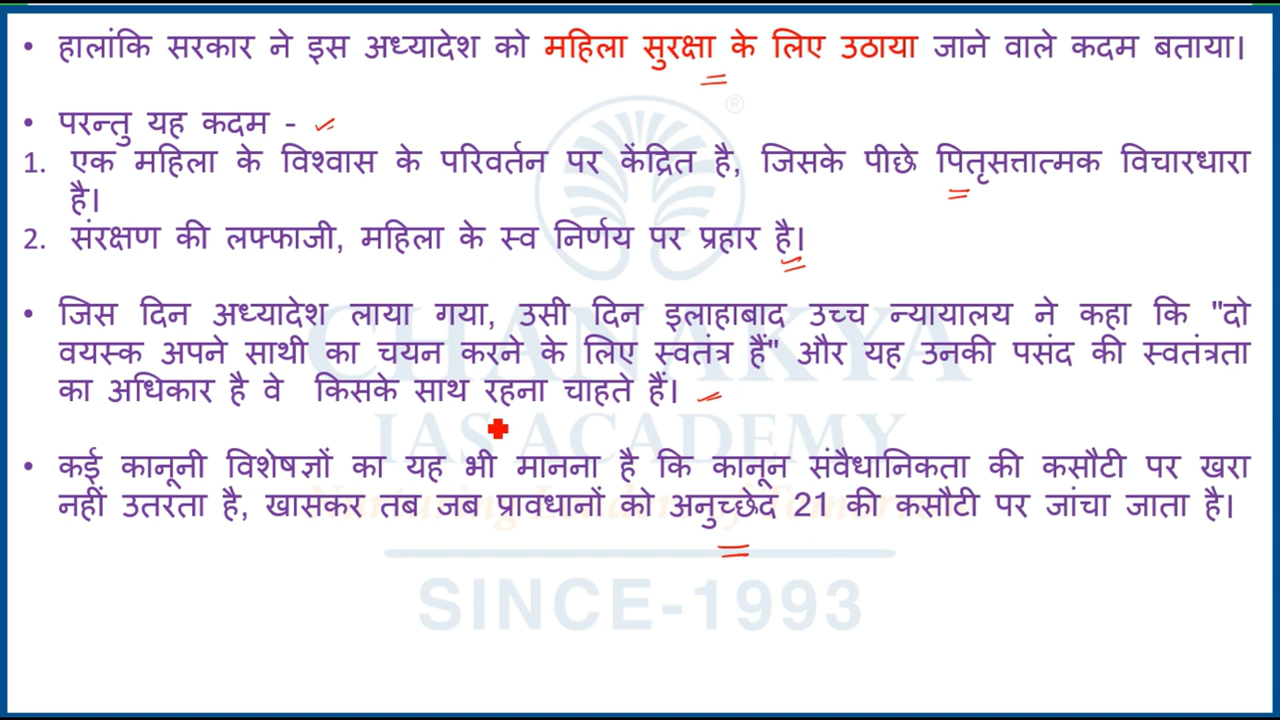 • हालांकि सरकार ने इस अध्यादेश को महिला सुरक्षा के लिए उठाया जाने वाले कदम बताया।
• परन्तु यह कदम -
1. एक महिला के विश्वास के परिवर्तन पर केंद्रित है, जिसके पीछे पितृसत्तात्मक विचारधारा
है।
2. संरक्षण की लफ्फाजी, महिला के स्व निर्णय पर प्रहार है।
• जिस दिन अध्यादेश लाया गया, उसी दिन इलाहाबाद उच्च न्यायालय ने कहा कि "दो
वयस्क अपने साथी का चयन करने के लिए स्वतंत्र हैं" और यह उनकी पसंद की स्वतंत्रता
का अधिकार है वे किसके साथ रहना चाहते हैं।
• कई कानूनी विशेषज्ञों का यह भी मानना है कि कानून संवैधानिकता की कसौटी पर खरा
नहीं उतरता है, खासकर तब जब प्रावधानों को अनुच्छेद 21 की कसौटी पर जांचा जाता है।
®
CHANAKYA
IAS ACADEMY
SINCE-1993